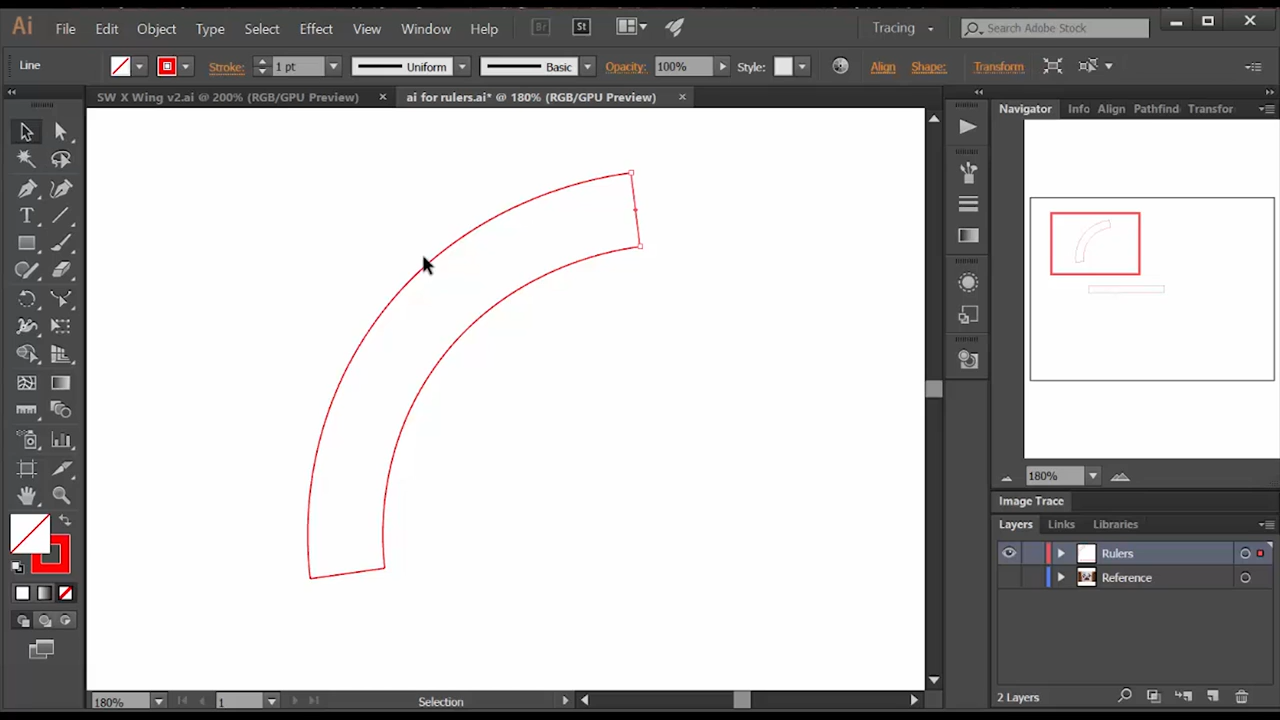 Ai File Edit Object Type Select Effect View Window Help Br St Tracing Search Adobe Stock
Line Stroke: 1 pt Uniform Basic Opacity: 100% Style: Align Shape: Transform
SW X Wing v2.ai @ 200% (RGB/GPU Preview) ai for rulers.ai* @ 180% (RGB/GPU Preview)
Navigator Info Align Pathfind Transfor
T
180%
Image Trace
Layers Links Libraries
Rulers
Reference
2 Layers
180% 1 Selection